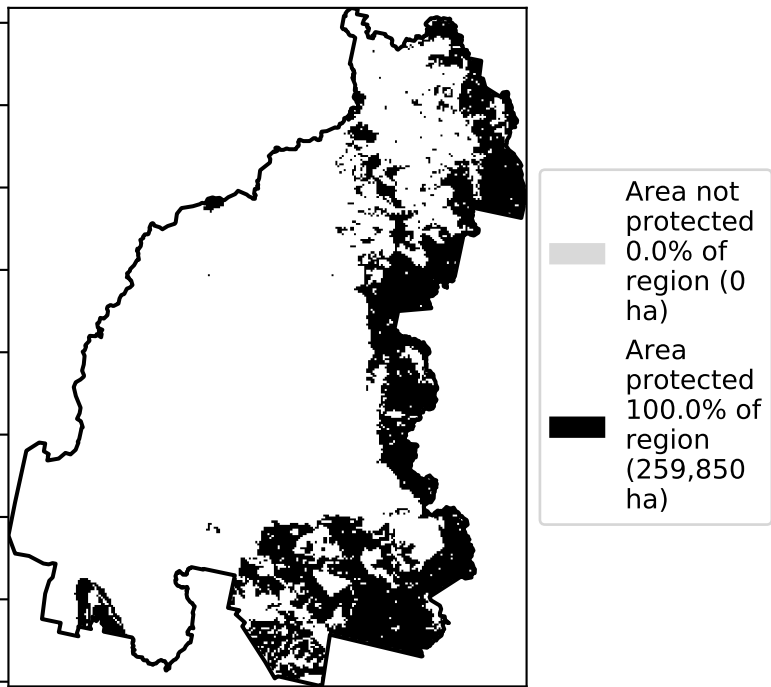 Area not
protected
0.0% of
region (0
ha)
Area
protected
100.0% of
region
(259,850
ha)